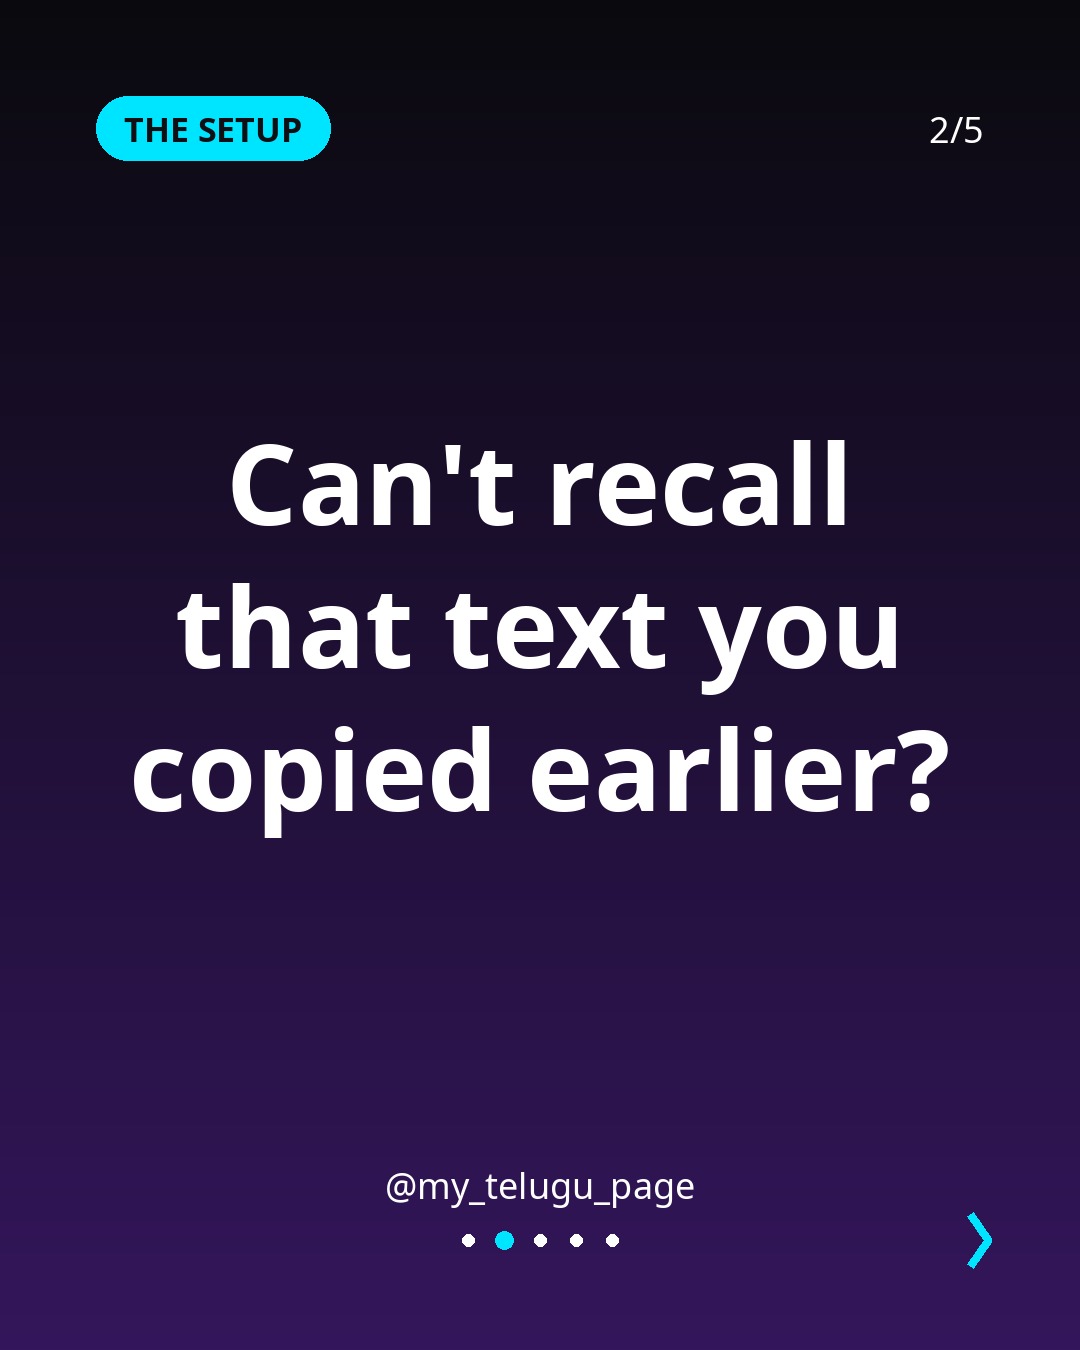 THE SETUP
2/5
Can't recall
that text you
copied earlier?
@my_telugu_page